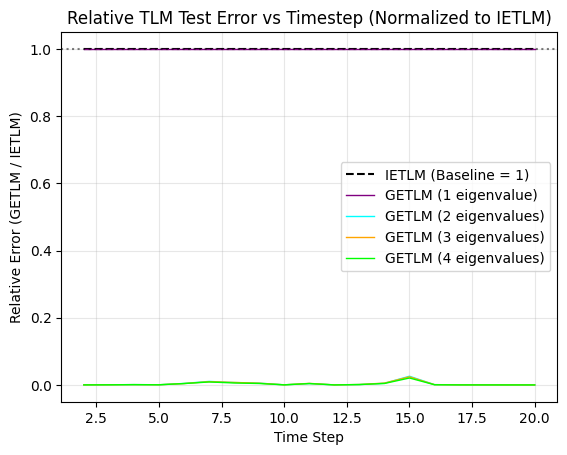 Relative TLM Test Error vs Timestep (Normalized to IETLM)
1.0
0.8
0.6
0.4
0.2
0.0
Relative Error (GETLM / IETLM)
IETLM (Baseline = 1)
GETLM (1 eigenvalue)
GETLM (2 eigenvalues)
GETLM (3 eigenvalues)
GETLM (4 eigenvalues)
2.5 5.0 7.5 10.0 12.5 15.0 17.5 20.0
Time Step